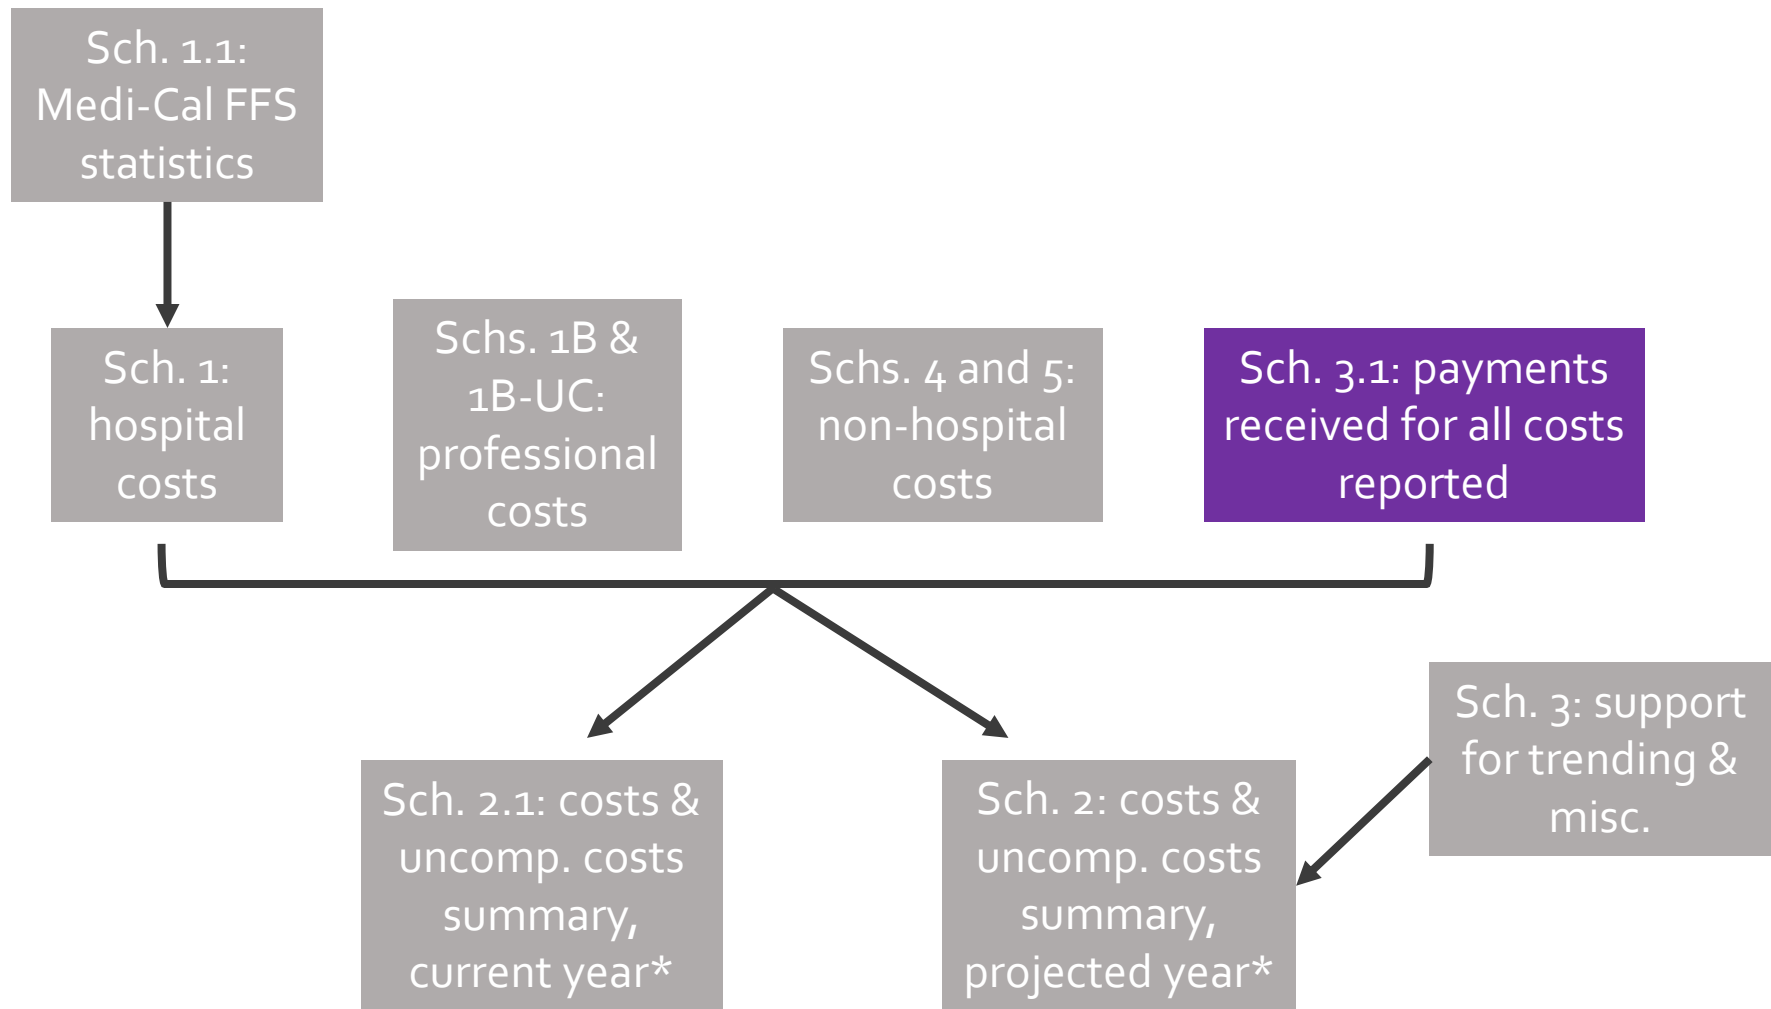 Sch. 1.1:
Medi-Cal FFS
statistics
Sch. 1:
hospital
costs
Schs. 1B &
1B-UC:
professional
costs
Schs. 4 and 5:
non-hospital
costs
Sch. 3.1: payments
received for all costs
reported
Sch. 2.1: costs &
uncomp. costs
summary,
current year*
Sch. 2: costs &
uncomp. costs
summary,
projected year*
Sch. 3: support
for trending &
misc.